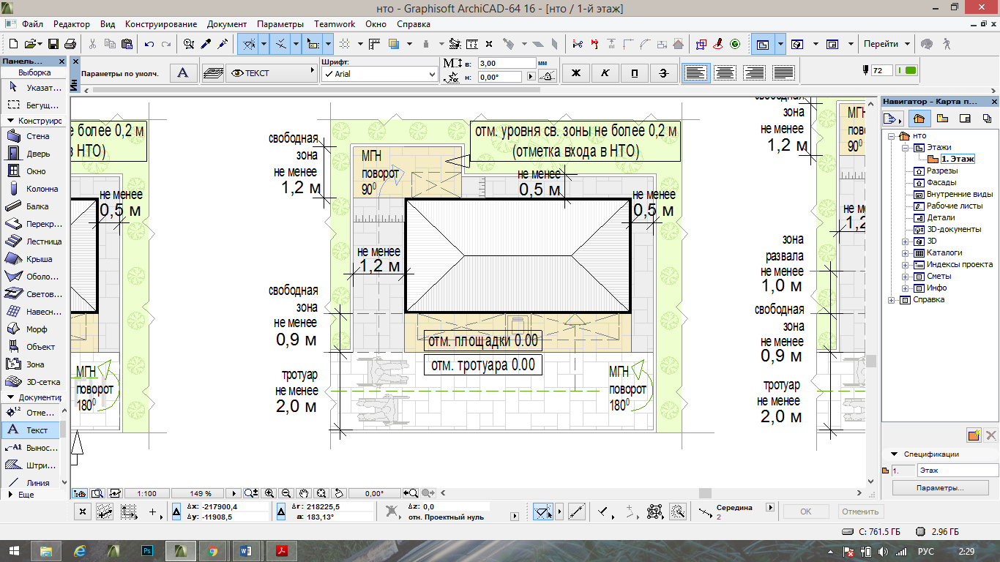 нто - Graphisoft ArchiCAD-64 16 - [нто / 1-й этаж]
Файл Редактор Вид Конструирование Документ Параметры Teamwork Окно Справка
Перейти
Панель...
Выборка
Указат...
Бегущ...
Конструирс
Стена
Дверь
Окно
Колонна
Балка
Перекр...
Лестница
Крыша
Оболо...
Светов...
Навесн...
Морф
Объект
Зона
3D-сетка
Документир
Отме...
Текст
Вынос...
Штри...
Линия
Еще
Ин
Параметры по умолч.
ТЕКСТ
Шрифт:
Arial
в: 3,00 мм
н: 0,00°
Ж К П З
72
е более 0,2 м
в НТО)
не менее
0,5 м
МГН
поворот
180⁰
свободная
зона
не менее
1,2 м
МГН
поворот
90⁰
отм. уровня св. зоны не более 0,2 м
(отметка входа в НТО)
не менее
0,5 м
не менее
0,5 м
не менее
1,2 м
свободная
зона
не менее
0,9 м
отм. площадки 0.00
отм. тротуара 0.00
тротуар
не менее
2,0 м
МГН
поворот
180⁰
свободная
зона
не менее
1,2 м
МГН
пово
90⁰
не ме
1,2
зона
развала
не менее
1,0 м
свободная
зона
не менее
0,9 м
тротуар
не менее
2,0 м
Навигатор - Карта п...
нто
Этажи
1. Этаж
Разрезы
Фасады
Внутренние виды
Рабочие листы
Детали
3D-документы
3D
Каталоги
Индексы проекта
Сметы
Инфо
Справка
Спецификации
1. Этаж
Параметры...
1:100
149 %
0,00°
Δx: -217900,4
Δy: -11908,5
Δr: 218225,5
a: 183,13°
Δz: 0,0
отн. Проектный нуль
Середина
2
OK
Отменить
C: 761.5 ГБ
2.96 ГБ
РУС
2:29